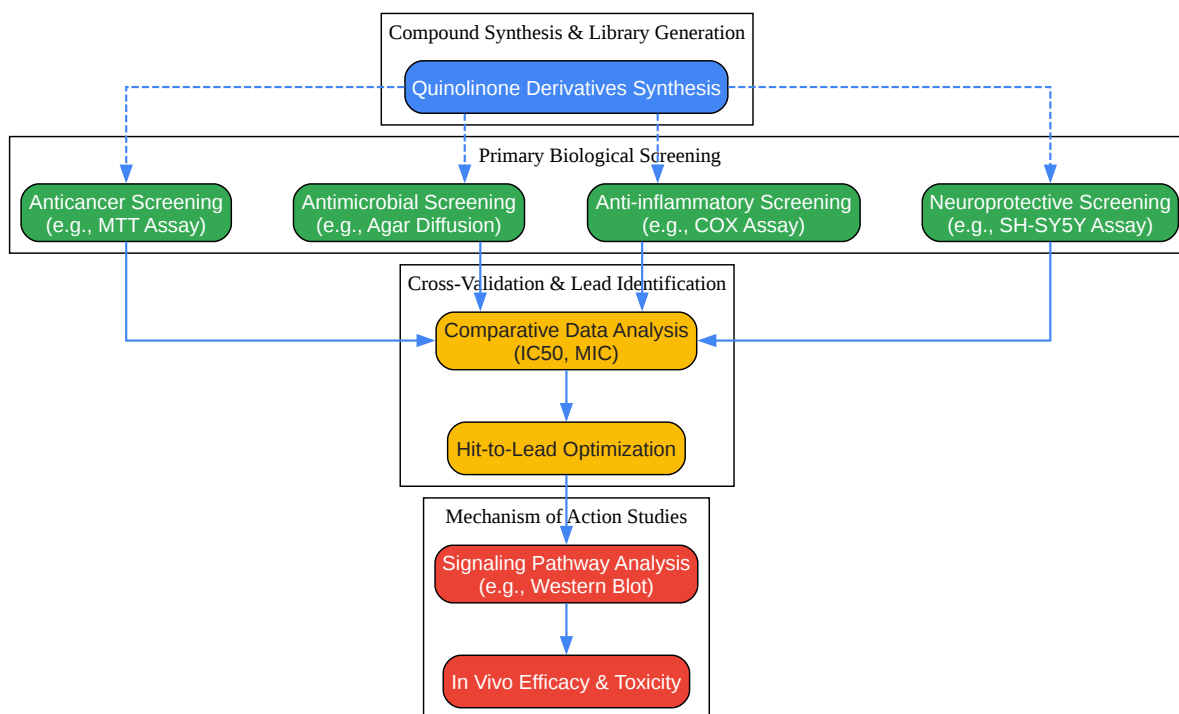 Compound Synthesis & Library Generation
Quinolinone Derivatives Synthesis
Primary Biological Screening
Anticancer Screening
(e.g., MTT Assay)
Antimicrobial Screening
(e.g., Agar Diffusion)
Anti-inflammatory Screening
(e.g., COX Assay)
Neuroprotective Screening
(e.g., SH-SY5Y Assay)
Cross-Validation & Lead Identification
Comparative Data Analysis
(IC50, MIC)
Hit-to-Lead Optimization
Mechanism of Action Studies
Signaling Pathway Analysis
(e.g., Western Blot)
In Vivo Efficacy & Toxicity